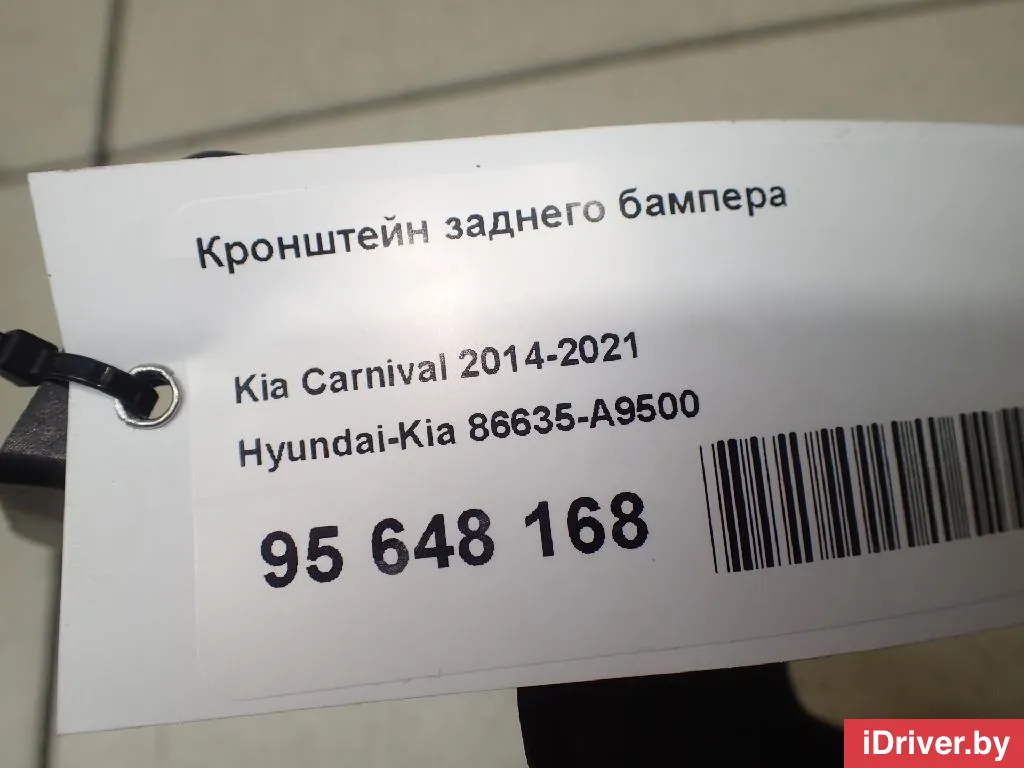 Кронштейн заднего бампера
Kia Carnival 2014-2021
Hyundai-Kia 86635-A9500
95 648 168
iDriver.by